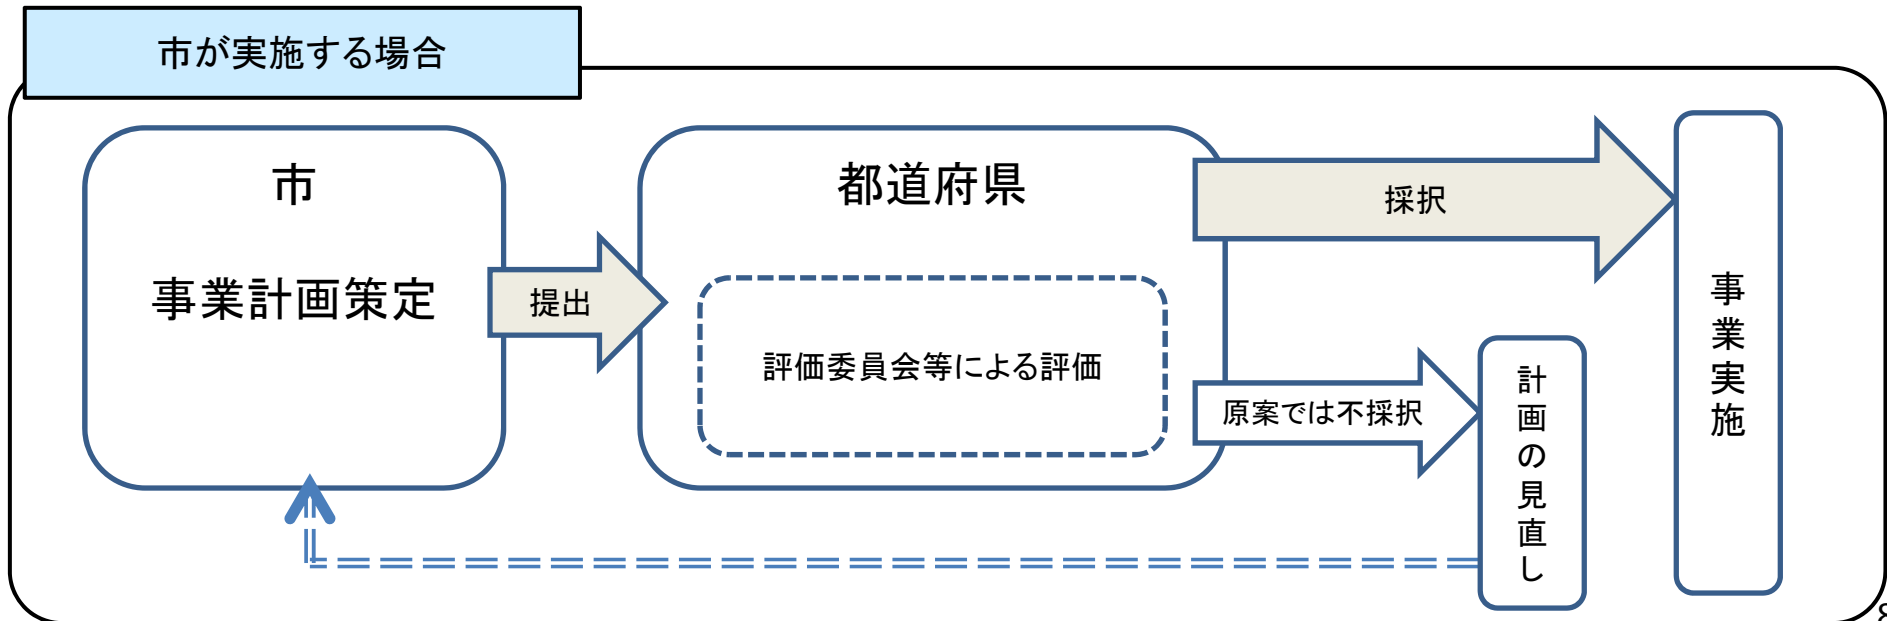 市が実施する場合
市
事業計画策定
提出
都道府県
評価委員会等による評価
採択
原案では不採択
計画の見直し
事業実施